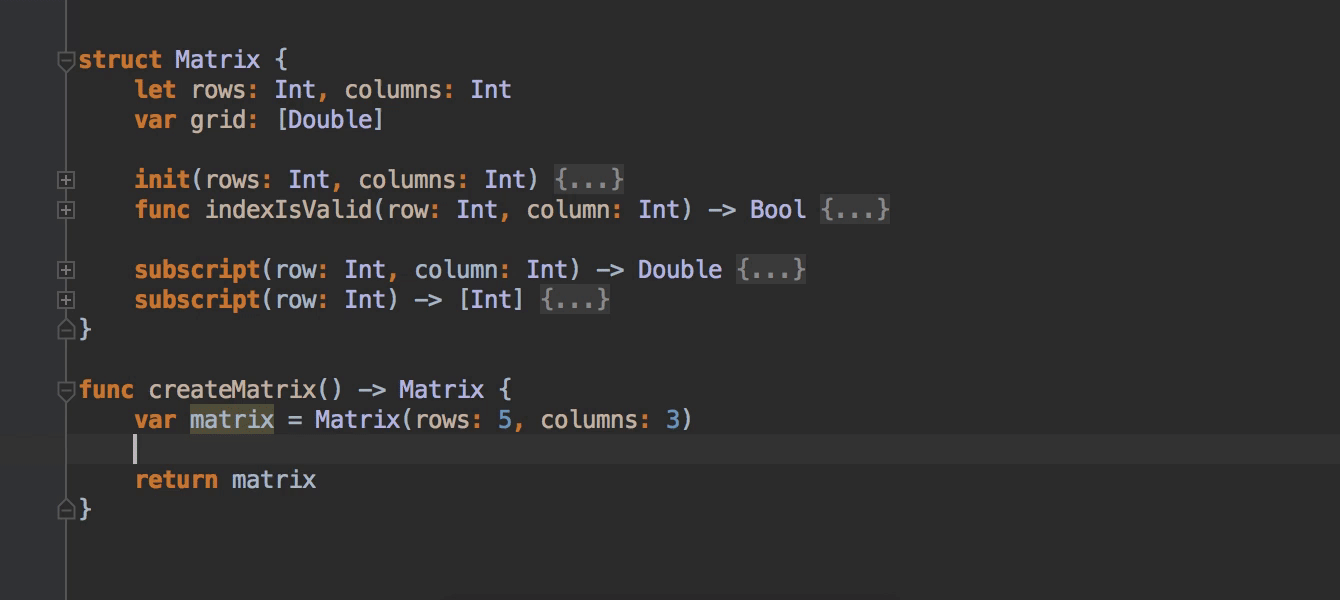 struct Matrix {
    let rows: Int, columns: Int
    var grid: [Double]

    init(rows: Int, columns: Int) {...}
    func indexIsValid(row: Int, column: Int) -> Bool {...}

    subscript(row: Int, column: Int) -> Double {...}
    subscript(row: Int) -> [Int] {...}
}

func createMatrix() -> Matrix {
    var matrix = Matrix(rows: 5, columns: 3)

    return matrix
}